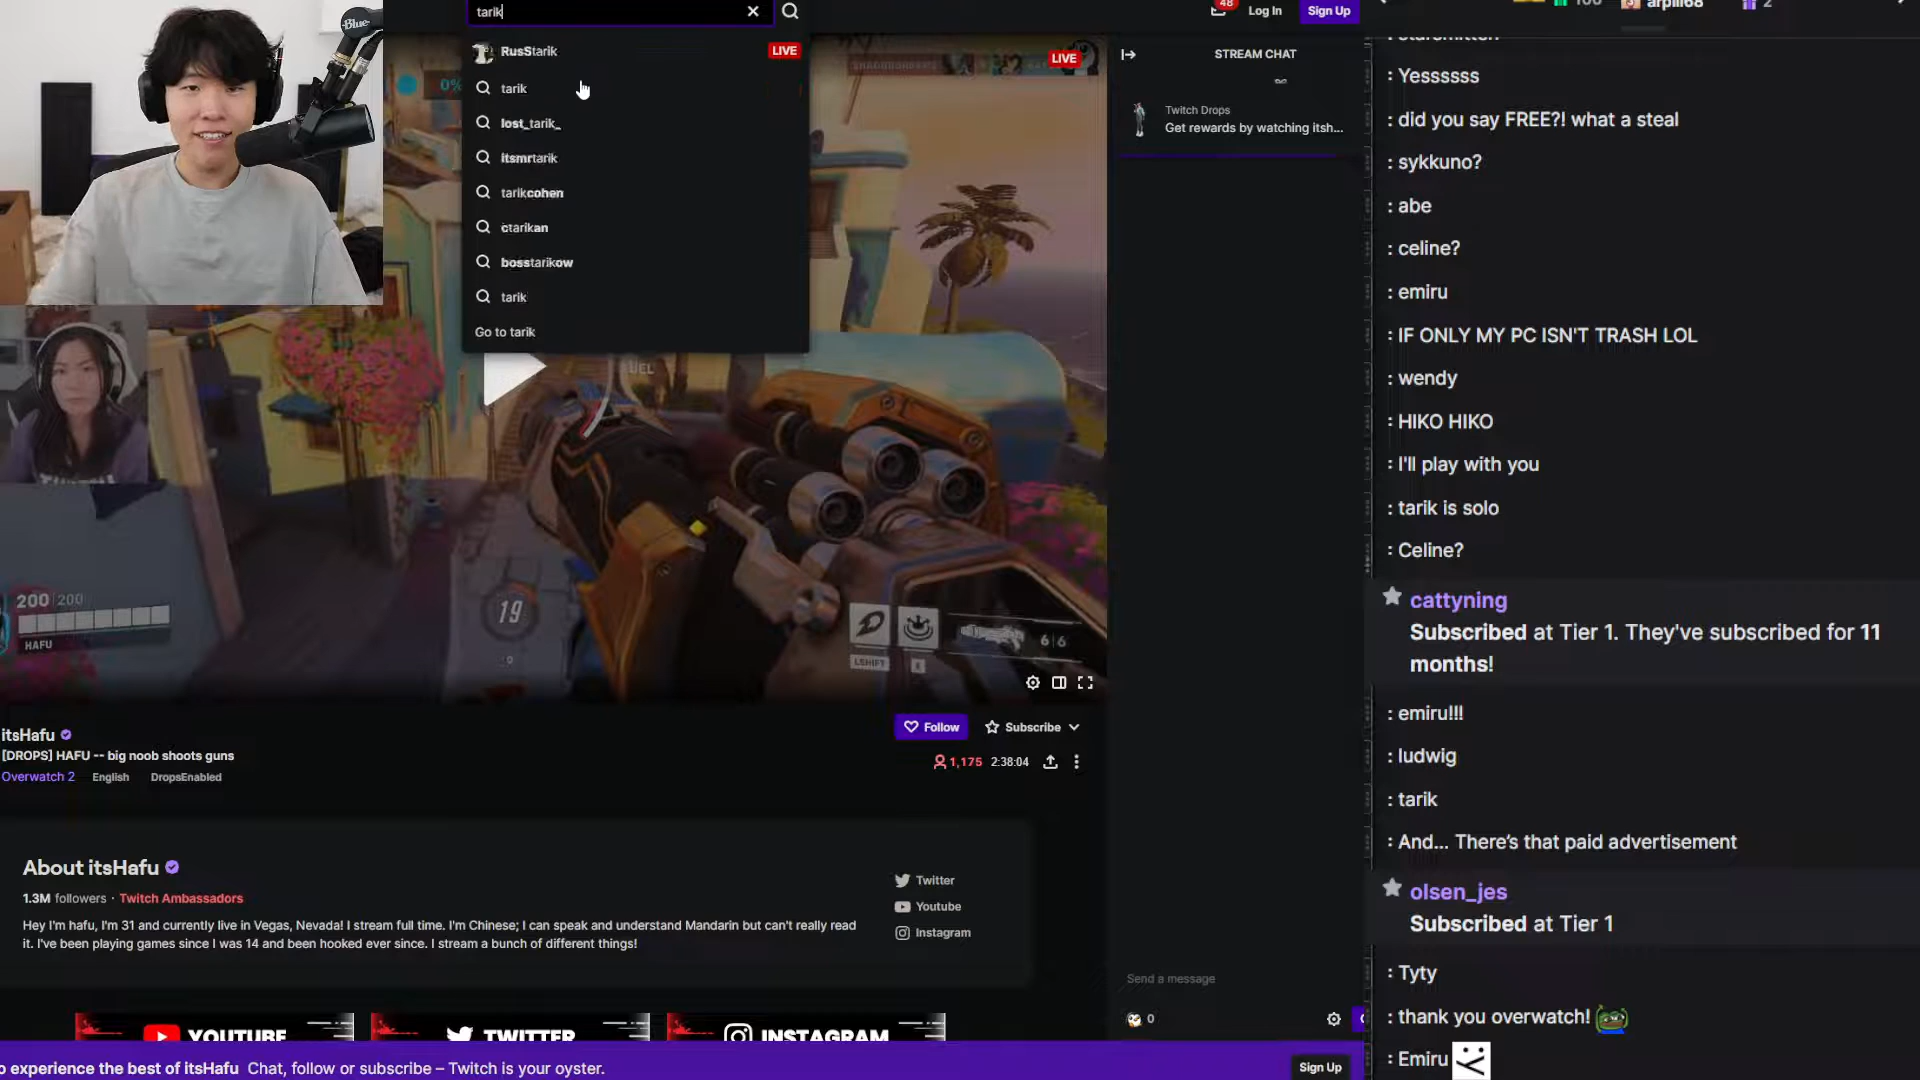 tarik
RusStarik
LIVE
tarik
lost_tarik_
itsmrtarik
tarikcohen
ctarikan
bosstarikow
tarik
Go to tarik
0%
LIVE
48
Log In
Sign Up
STREAM CHAT
Twitch Drops
Get rewards by watching itsh...
200/200
HAFU
19
LSHIFT
E
6|6
itsHafu
[DROPS] HAFU -- big noob shoots guns
Overwatch 2 English DropsEnabled
Follow
Subscribe
1,175 2:38:04
About itsHafu
1.3M followers · Twitch Ambassadors
Hey I'm hafu, I'm 31 and currently live in Vegas, Nevada! I stream full time. I'm Chinese; I can speak and understand Mandarin but can't really read
it. I've been playing games since I was 14 and been hooked ever since. I stream a bunch of different things!
Twitter
Youtube
Instagram
YOUTUBE
TWITTER
INSTAGRAM
Send a message
0
o experience the best of itsHafu Chat, follow or subscribe – Twitch is your oyster.
Sign Up
100
arpill68
2
: Yessssss
: did you say FREE?! what a steal
: sykkuno?
: abe
: celine?
: emiru
: IF ONLY MY PC ISN'T TRASH LOL
: wendy
: HIKO HIKO
: I'll play with you
: tarik is solo
: Celine?
cattyning
Subscribed at Tier 1. They've subscribed for 11
months!
: emiru!!!
: ludwig
: tarik
: And... There's that paid advertisement
olsen_jes
Subscribed at Tier 1
: Tyty
: thank you overwatch!
: Emiru